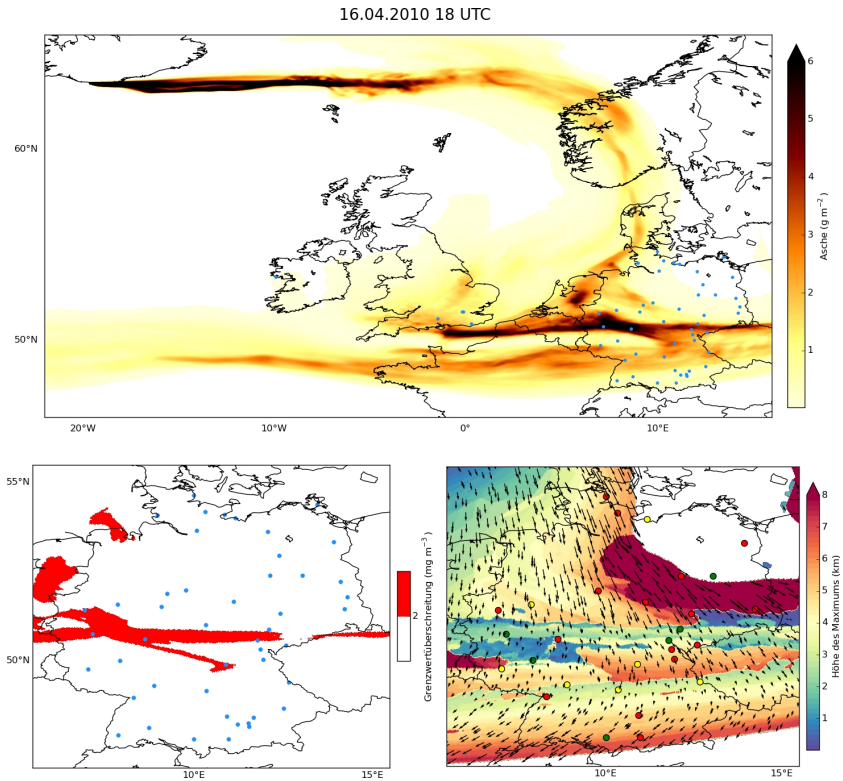 16.04.2010 18 UTC
60°N
50°N
20°W
10°W
0°
10°E
6
5
4
3
2
1
Asche (g m⁻²)
55°N
50°N
10°E
15°E
2
Grenzwertüberschreitung (mg m⁻³)
10°E
15°E
8
7
6
5
4
3
2
1
Höhe des Maximums (km)